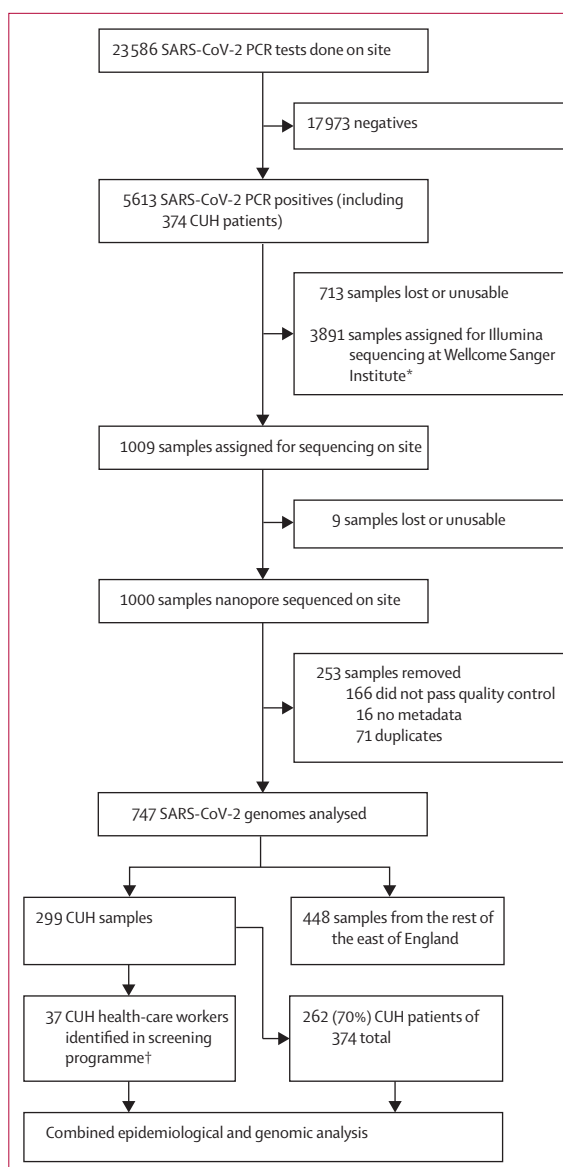 23 586 SARS-CoV-2 PCR tests done on site
17 973 negatives
5613 SARS-CoV-2 PCR positives (including
374 CUH patients)
713 samples lost or unusable
3891 samples assigned for Illumina
sequencing at Wellcome Sanger
Institute*
1009 samples assigned for sequencing on site
9 samples lost or unusable
1000 samples nanopore sequenced on site
253 samples removed
166 did not pass quality control
16 no metadata
71 duplicates
747 SARS-CoV-2 genomes analysed
299 CUH samples
448 samples from the rest of
the east of England
37 CUH health-care workers
identified in screening
programme†
262 (70%) CUH patients of
374 total
Combined epidemiological and genomic analysis